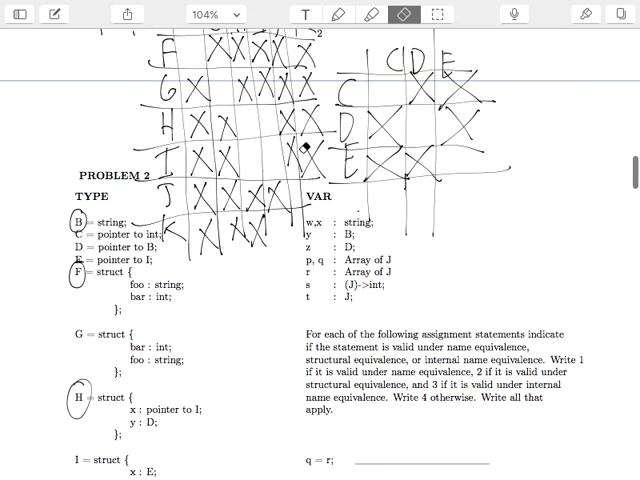 104%
T
2
F X X X X X
G X X X X X
H X X X X
I X X X X
J X X X X
K X X X
C D E
C X X
D X X
E X X
PROBLEM 2
TYPE
B = string;
C = pointer to int;
D = pointer to B;
E = pointer to I;
F = struct {
foo : string;
bar : int;
};
G = struct {
bar : int;
foo : string;
};
H = struct {
x : pointer to I;
y : D;
};
I = struct {
x : E;
VAR
w,x : string;
y : B;
z : D;
p, q : Array of J
r : Array of J
s : (J)->int;
t : J;
For each of the following assignment statements indicate
if the statement is valid under name equivalence,
structural equivalence, or internal name equivalence. Write 1
if it is valid under name equivalence, 2 if it is valid under
structural equivalence, and 3 if it is valid under internal
name equivalence. Write 4 otherwise. Write all that
apply.
q = r;